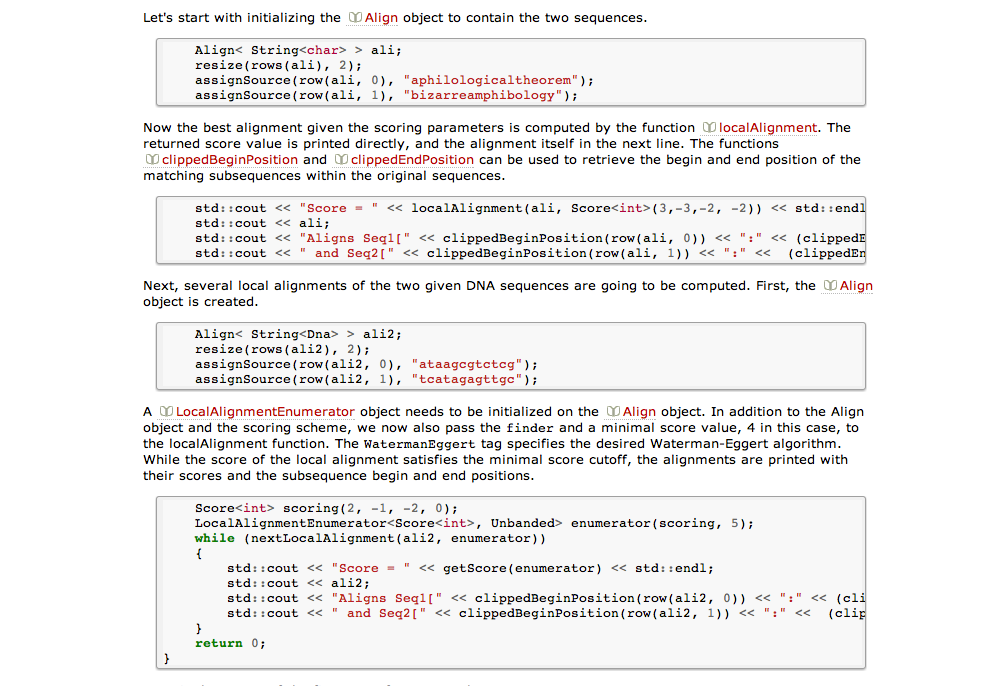 Let's start with initializing the Align object to contain the two sequences.
Align< String<char> > ali;
resize(rows(ali), 2);
assignSource(row(ali, 0), "aphilologicaltheorem");
assignSource(row(ali, 1), "bizarreamphibology");
Now the best alignment given the scoring parameters is computed by the function localAlignment. The
returned score value is printed directly, and the alignment itself in the next line. The functions
clippedBeginPosition and clippedEndPosition can be used to retrieve the begin and end position of the
matching subsequences within the original sequences.
std::cout << "Score = " << localAlignment(ali, Score<int>(3,-3,-2, -2)) << std::endl
std::cout << ali;
std::cout << "Aligns Seq1[" << clippedBeginPosition(row(ali, 0)) << ":" << (clippedE
std::cout << " and Seq2[" << clippedBeginPosition(row(ali, 1)) << ":" <<  (clippedEn
Next, several local alignments of the two given DNA sequences are going to be computed. First, the Align
object is created.
Align< String<Dna> > ali2;
resize(rows(ali2), 2);
assignSource(row(ali2, 0), "ataagcgtctcg");
assignSource(row(ali2, 1), "tcatagagttgc");
A LocalAlignmentEnumerator object needs to be initialized on the Align object. In addition to the Align
object and the scoring scheme, we now also pass the finder and a minimal score value, 4 in this case, to
the localAlignment function. The WatermanEggert tag specifies the desired Waterman-Eggert algorithm.
While the score of the local alignment satisfies the minimal score cutoff, the alignments are printed with
their scores and the subsequence begin and end positions.
Score<int> scoring(2, -1, -2, 0);
LocalAlignmentEnumerator<Score<int>, Unbanded> enumerator(scoring, 5);
while (nextLocalAlignment(ali2, enumerator))
{
std::cout << "Score = " << getScore(enumerator) << std::endl;
std::cout << ali2;
std::cout << "Aligns Seq1[" << clippedBeginPosition(row(ali2, 0)) << ":" << (cli
std::cout << " and Seq2[" << clippedBeginPosition(row(ali2, 1)) << ":" <<  (clip
}
return 0;
}